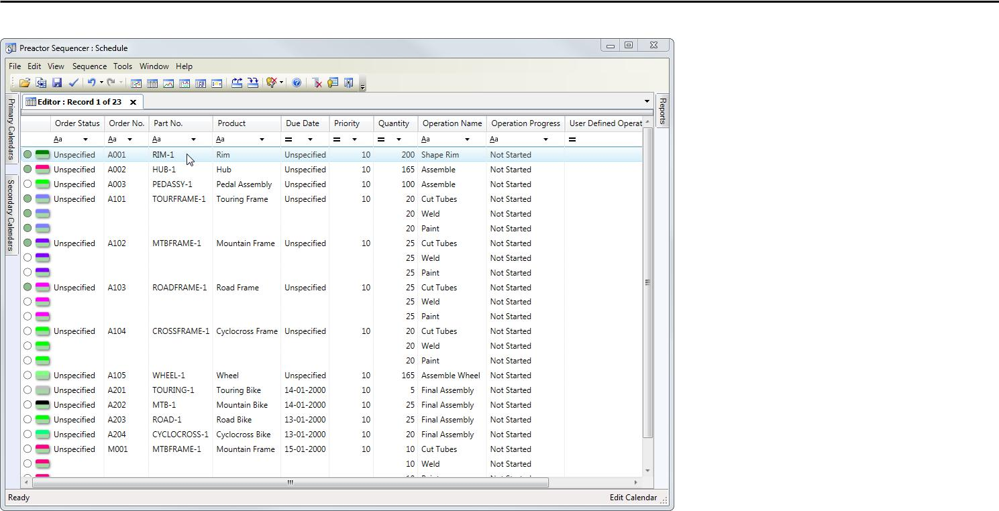 Preactor Sequencer : Schedule
File Edit View Sequence Tools Window Help
Primary Calendars
Secondary Calendars
Editor : Record 1 of 23
Reports
Order Status Order No. Part No. Product Due Date Priority Quantity Operation Name Operation Progress User Defined Operat
Aa Aa Aa Aa = = = Aa Aa =
Unspecified A001 RIM-1 Rim Unspecified 10 200 Shape Rim Not Started
Unspecified A002 HUB-1 Hub Unspecified 10 165 Assemble Not Started
Unspecified A003 PEDASSY-1 Pedal Assembly Unspecified 10 100 Assemble Not Started
Unspecified A101 TOURFRAME-1 Touring Frame Unspecified 10 20 Cut Tubes Not Started
20 Weld Not Started
20 Paint Not Started
Unspecified A102 MTBFRAME-1 Mountain Frame Unspecified 10 25 Cut Tubes Not Started
25 Weld Not Started
25 Paint Not Started
Unspecified A103 ROADFRAME-1 Road Frame Unspecified 10 25 Cut Tubes Not Started
25 Weld Not Started
25 Paint Not Started
Unspecified A104 CROSSFRAME-1 Cyclocross Frame Unspecified 10 20 Cut Tubes Not Started
20 Weld Not Started
20 Paint Not Started
Unspecified A105 WHEEL-1 Wheel Unspecified 10 165 Assemble Wheel Not Started
Unspecified A201 TOURING-1 Touring Bike 14-01-2000 10 5 Final Assembly Not Started
Unspecified A202 MTB-1 Mountain Bike 14-01-2000 10 25 Final Assembly Not Started
Unspecified A203 ROAD-1 Road Bike 13-01-2000 10 25 Final Assembly Not Started
Unspecified A204 CYCLOCROSS-1 Cyclocross Bike 13-01-2000 10 20 Final Assembly Not Started
Unspecified M001 MTBFRAME-1 Mountain Frame 15-01-2000 10 10 Cut Tubes Not Started
10 Weld Not Started
Ready Edit Calendar